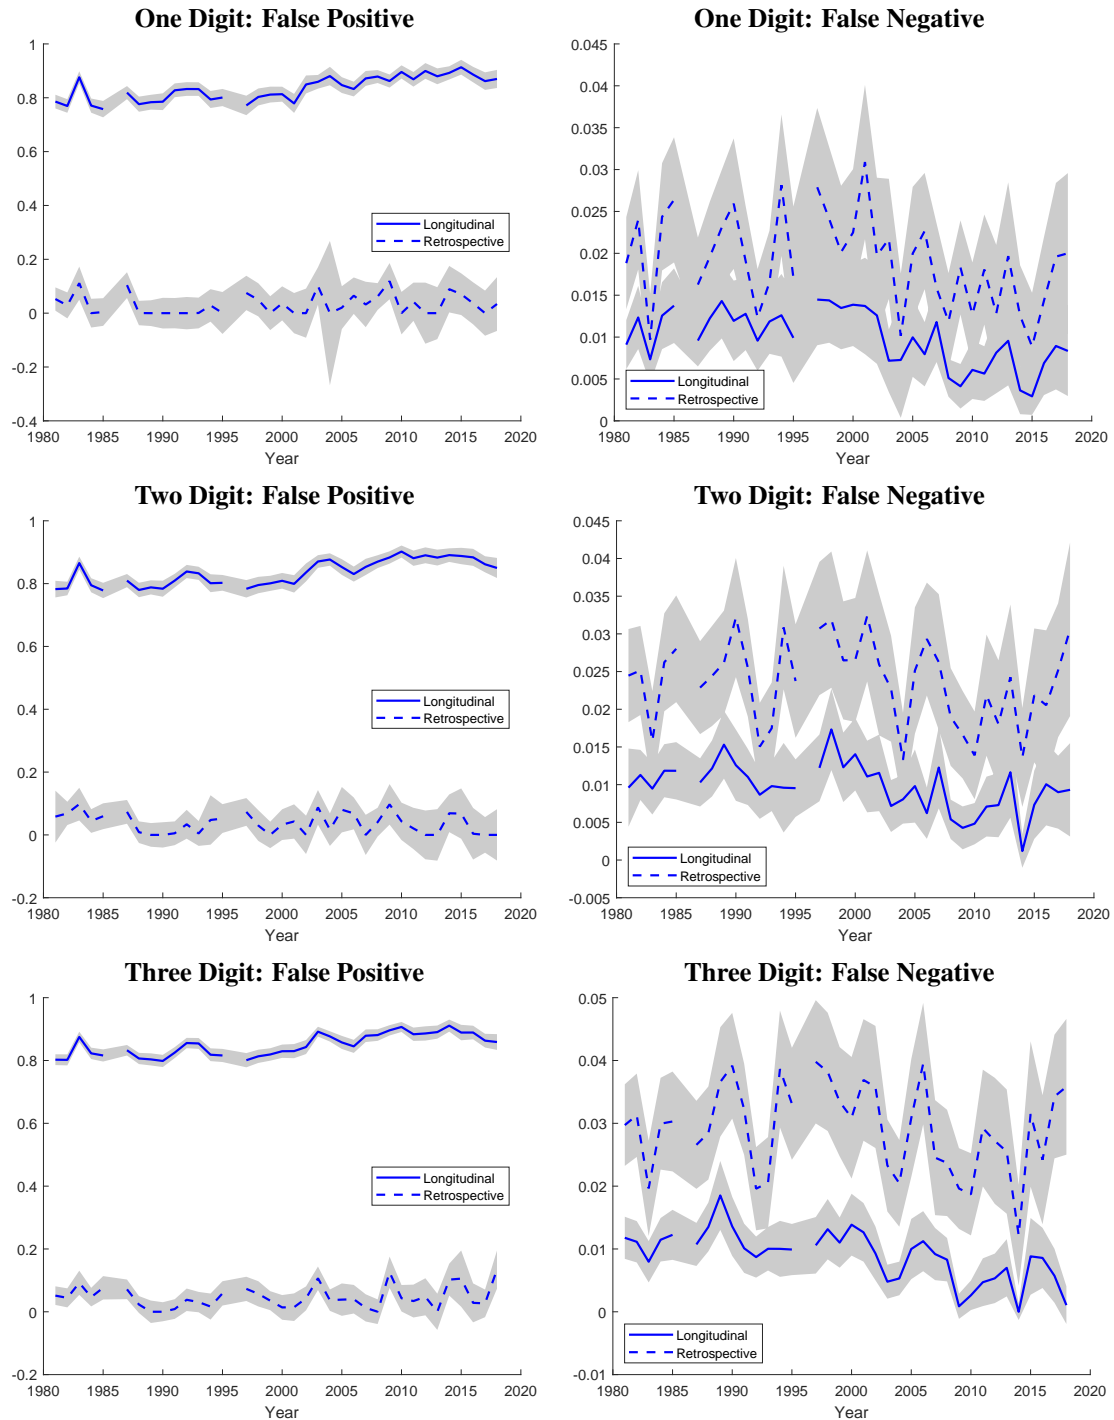 One Digit: False Positive
1
0.8
0.6
0.4
0.2
0
-0.2
-0.4
1980 1985 1990 1995 2000 2005 2010 2015 2020
Year
Longitudinal
Retrospective
One Digit: False Negative
0.045
0.04
0.035
0.03
0.025
0.02
0.015
0.01
0.005
0
1980 1985 1990 1995 2000 2005 2010 2015 2020
Year
Longitudinal
Retrospective
Two Digit: False Positive
1
0.8
0.6
0.4
0.2
0
-0.2
1980 1985 1990 1995 2000 2005 2010 2015 2020
Year
Longitudinal
Retrospective
Two Digit: False Negative
0.045
0.04
0.035
0.03
0.025
0.02
0.015
0.01
0.005
0
-0.005
1980 1985 1990 1995 2000 2005 2010 2015 2020
Year
Longitudinal
Retrospective
Three Digit: False Positive
1
0.8
0.6
0.4
0.2
0
-0.2
1980 1985 1990 1995 2000 2005 2010 2015 2020
Year
Longitudinal
Retrospective
Three Digit: False Negative
0.05
0.04
0.03
0.02
0.01
0
-0.01
1980 1985 1990 1995 2000 2005 2010 2015 2020
Year
Longitudinal
Retrospective